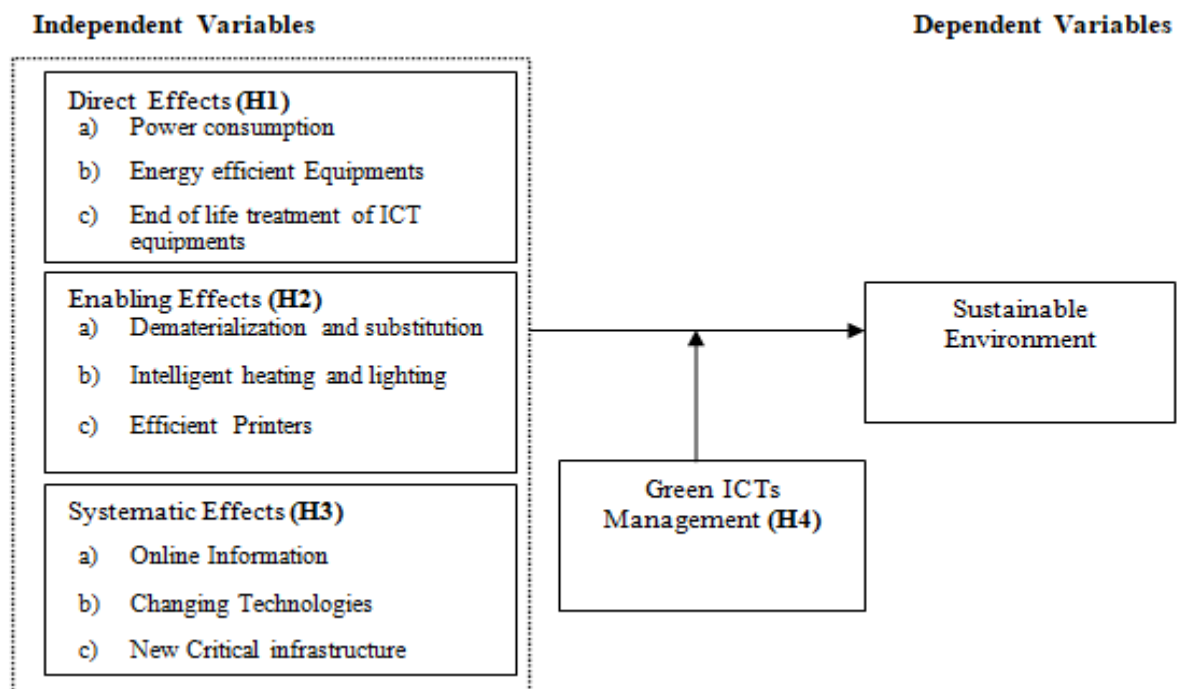 Independent Variables
Dependent Variables
Direct Effects (H1)
a) Power consumption
b) Energy efficient Equipments
c) End of life treatment of ICT
equipments
Enabling Effects (H2)
a) Dematerialization and substitution
b) Intelligent heating and lighting
c) Efficient Printers
Systematic Effects (H3)
a) Online Information
b) Changing Technologies
c) New Critical infrastructure
Green ICTs
Management (H4)
Sustainable
Environment